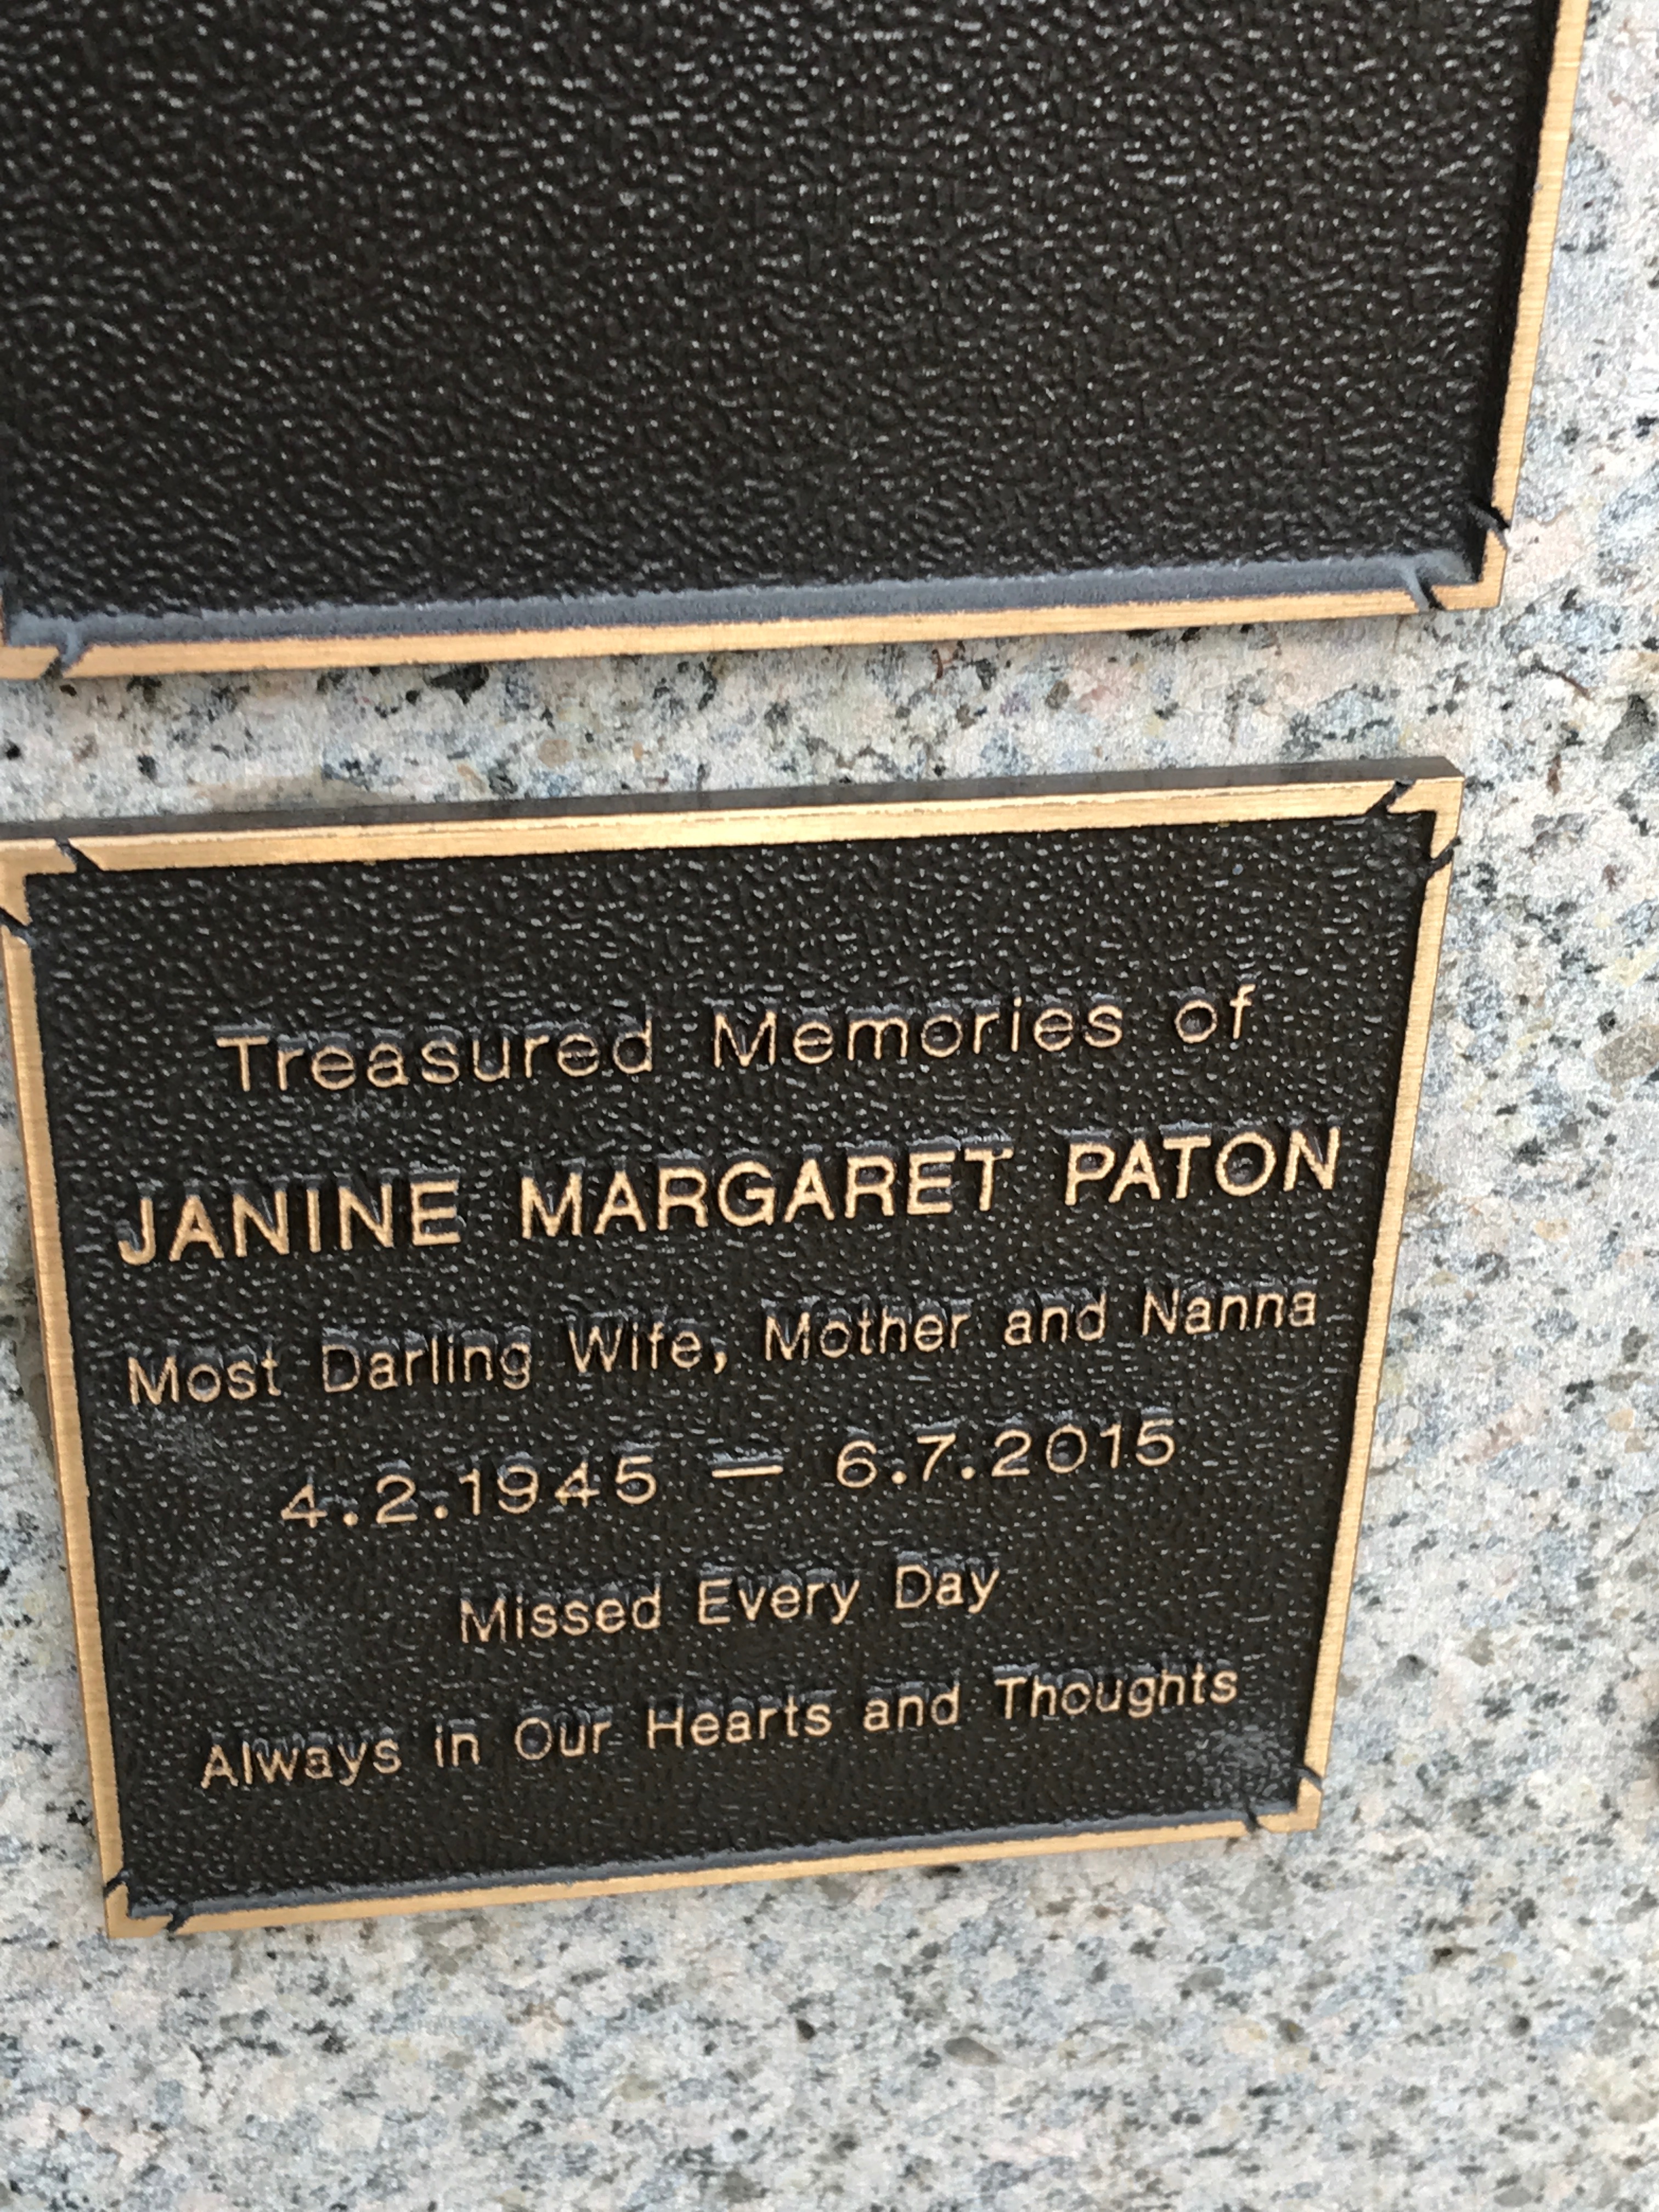 Treasured Memories of
JANINE MARGARET PATON
Most Darling Wife, Mother and Nanna
4.2.1945 — 6.7.2015
Missed Every Day
Always in Our Hearts and Thoughts